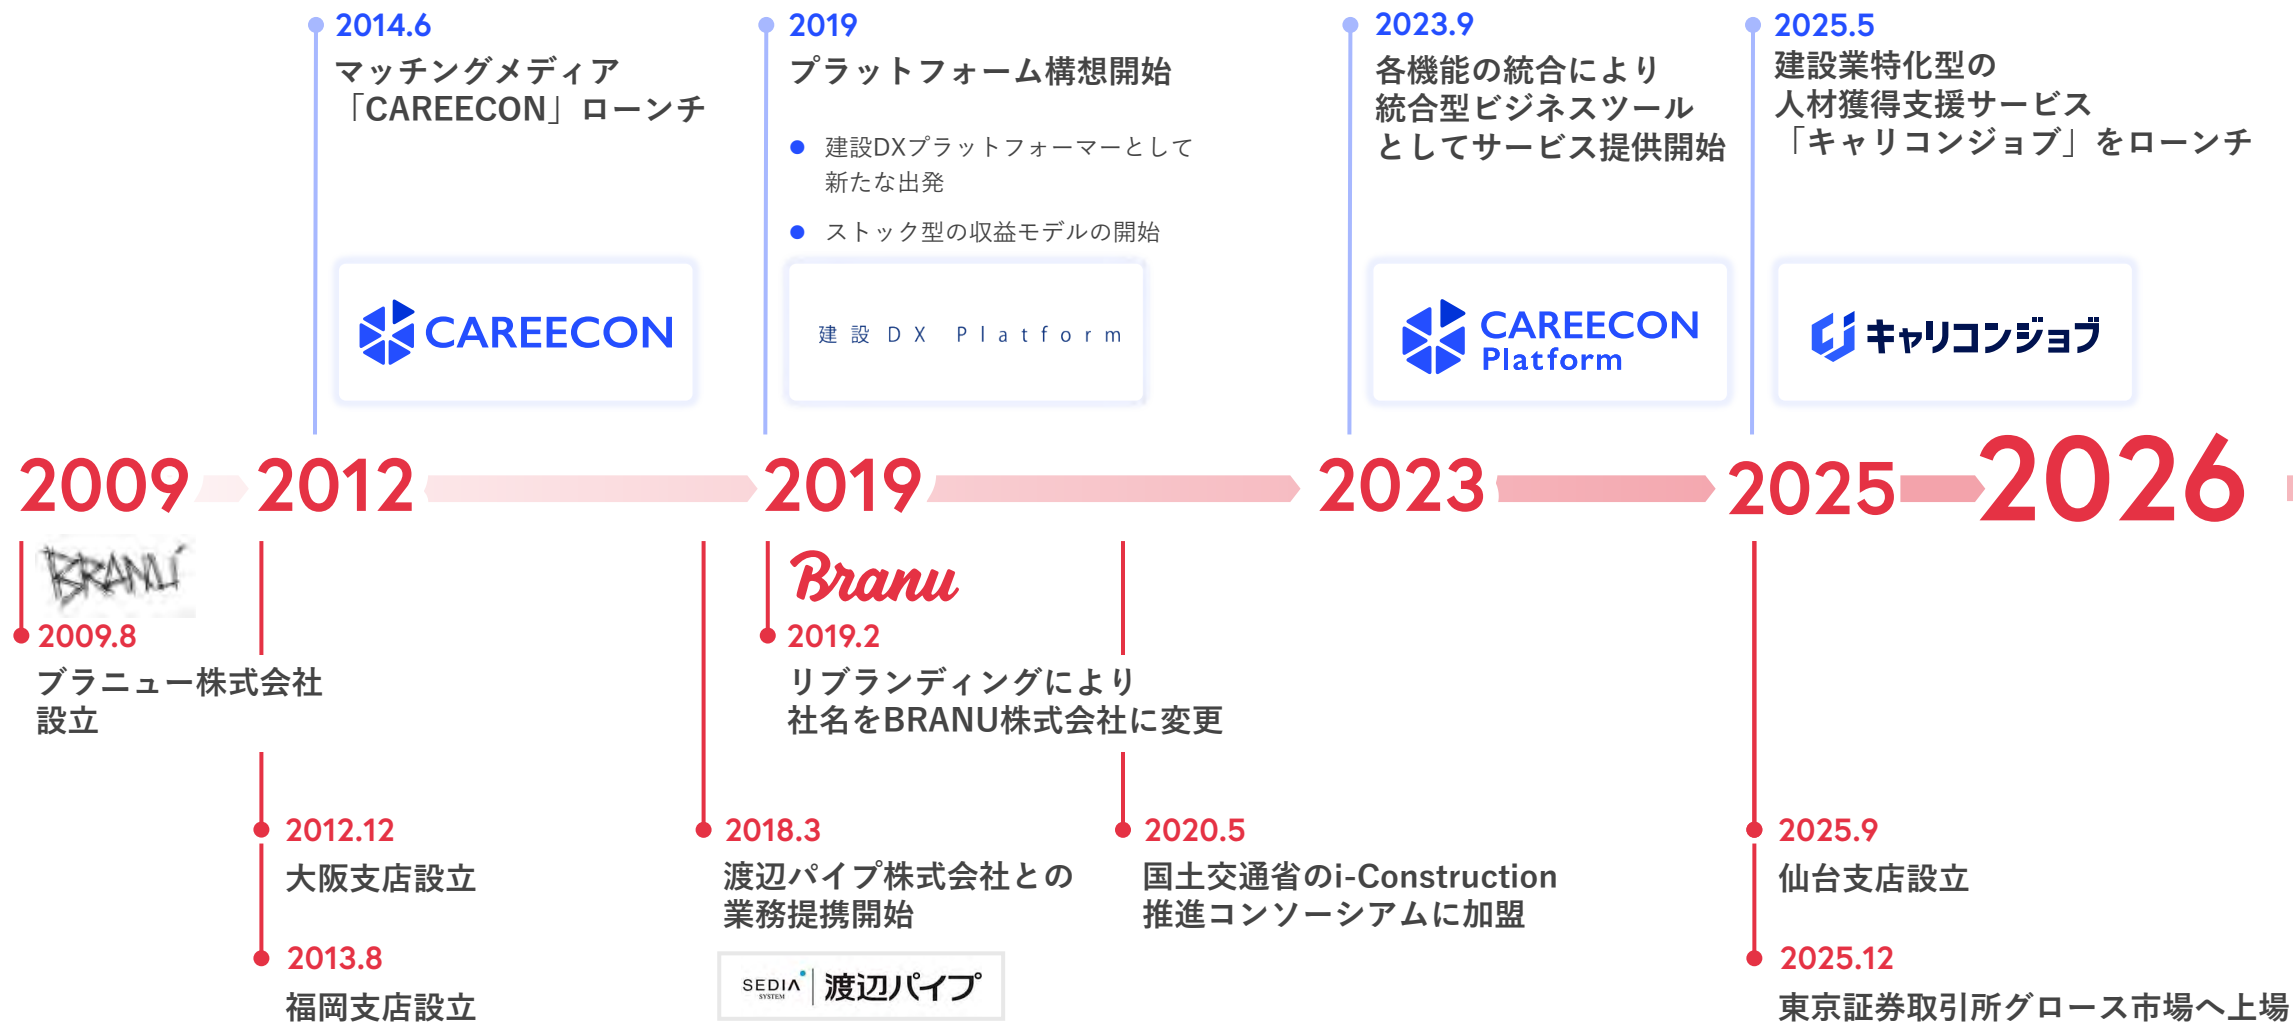 2014.6
マッチングメディア
「CAREECON」ローンチ
CAREECON
2019
プラットフォーム構想開始
建設DXプラットフォーマーとして
新たな出発
ストック型の収益モデルの開始
建設DX Platform
2023.9
各機能の統合により
統合型ビジネスツール
としてサービス提供開始
CAREECON
Platform
2025.5
建設業特化型の
人材獲得支援サービス
「キャリコンジョブ」をローンチ
キャリコンジョブ
2009
2012
2019
2023
2025
2026
BRANU
2009.8
ブラニュー株式会社
設立
2012.12
大阪支店設立
2013.8
福岡支店設立
2018.3
渡辺パイプ株式会社との
業務提携開始
SEDIA
SYSTEM
渡辺パイプ
Branu
2019.2
リブランディングにより
社名をBRANU株式会社に変更
2020.5
国土交通省のi-Construction
推進コンソーシアムに加盟
2025.9
仙台支店設立
2025.12
東京証券取引所グロース市場へ上場